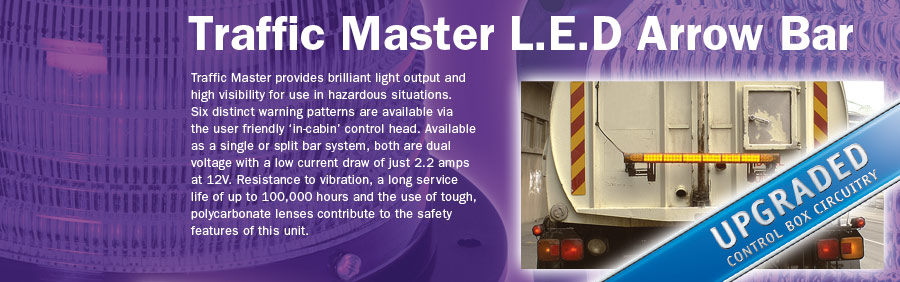 Traffic Master L.E.D Arrow Bar
Traffic Master provides brilliant light output and
high visibility for use in hazardous situations.
Six distinct warning patterns are available via
the user friendly ‘in-cabin’ control head. Available
as a single or split bar system, both are dual
voltage with a low current draw of just 2.2 amps
at 12V. Resistance to vibration, a long service
life of up to 100,000 hours and the use of tough,
polycarbonate lenses contribute to the safety
features of this unit.
UPGRADED
CONTROL BOX CIRCUITRY